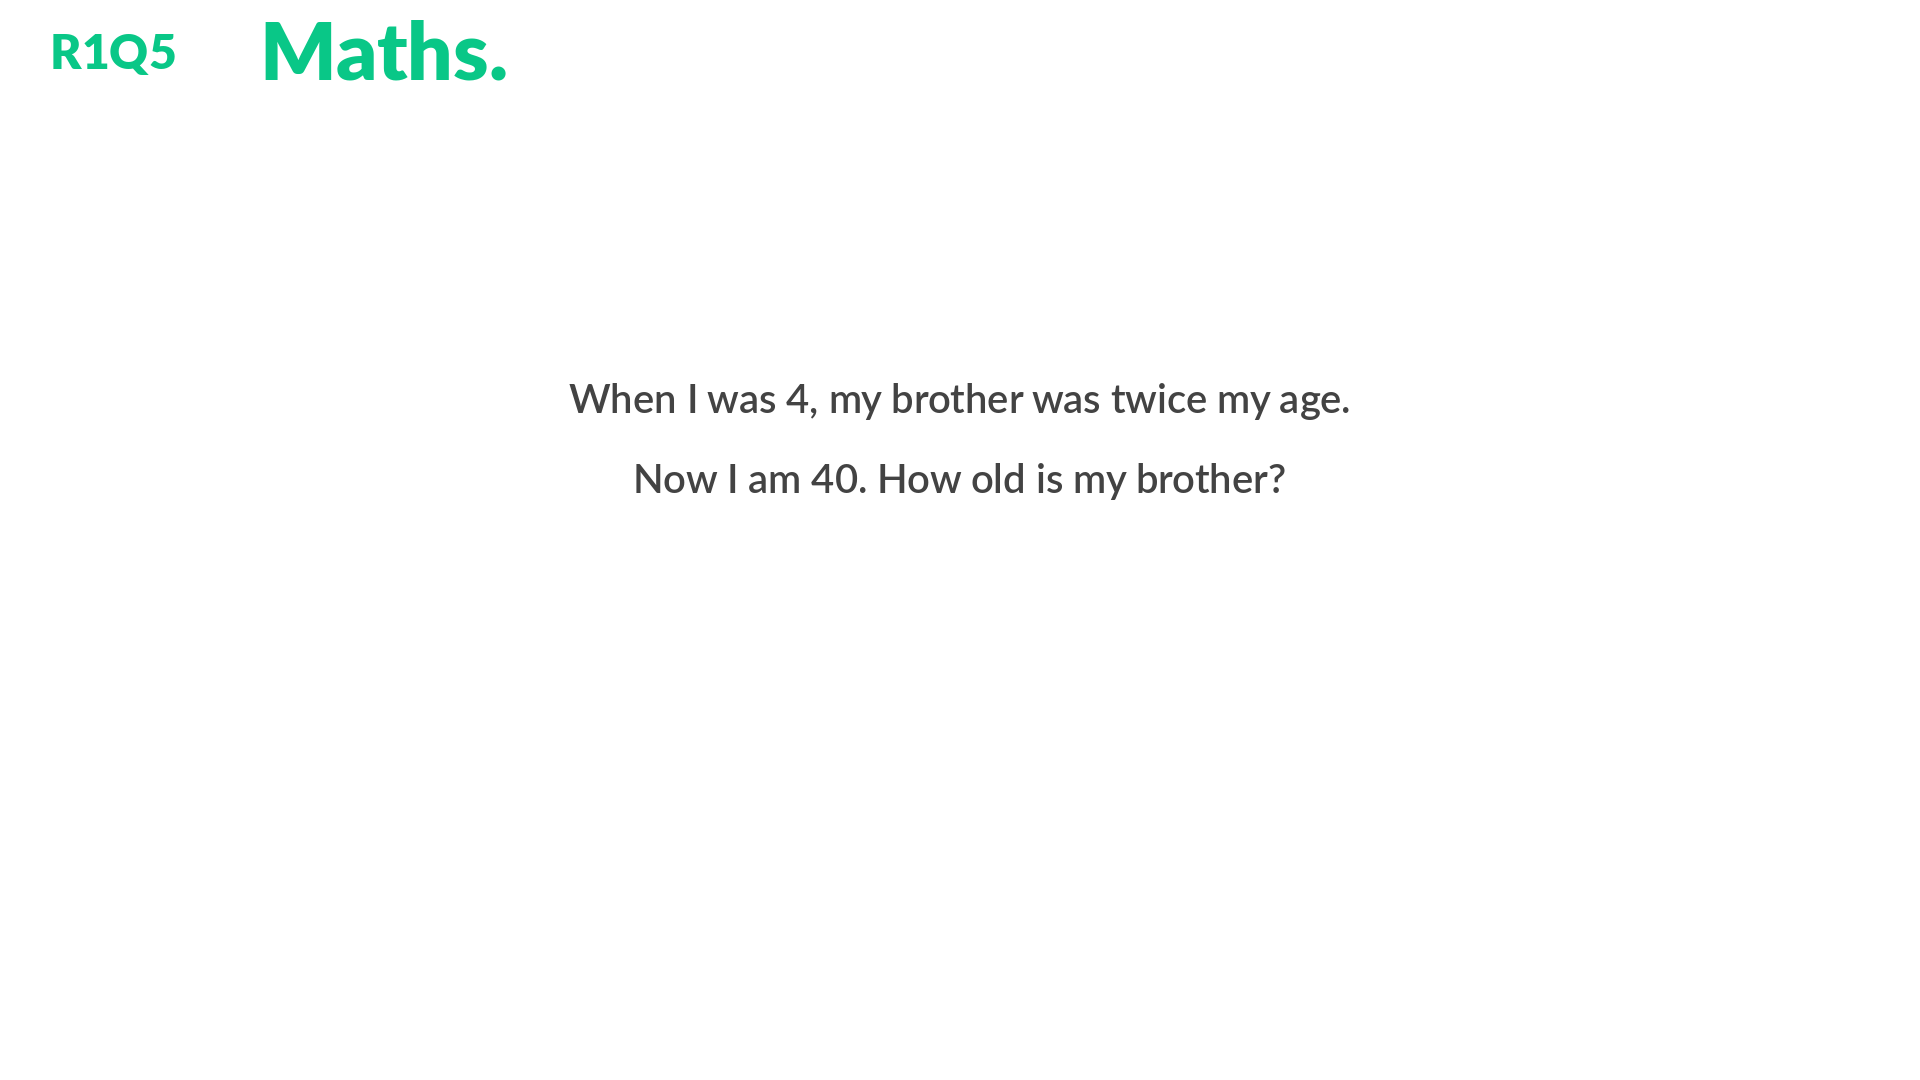 R1Q5 Maths.
When I was 4, my brother was twice my age.
Now I am 40. How old is my brother?